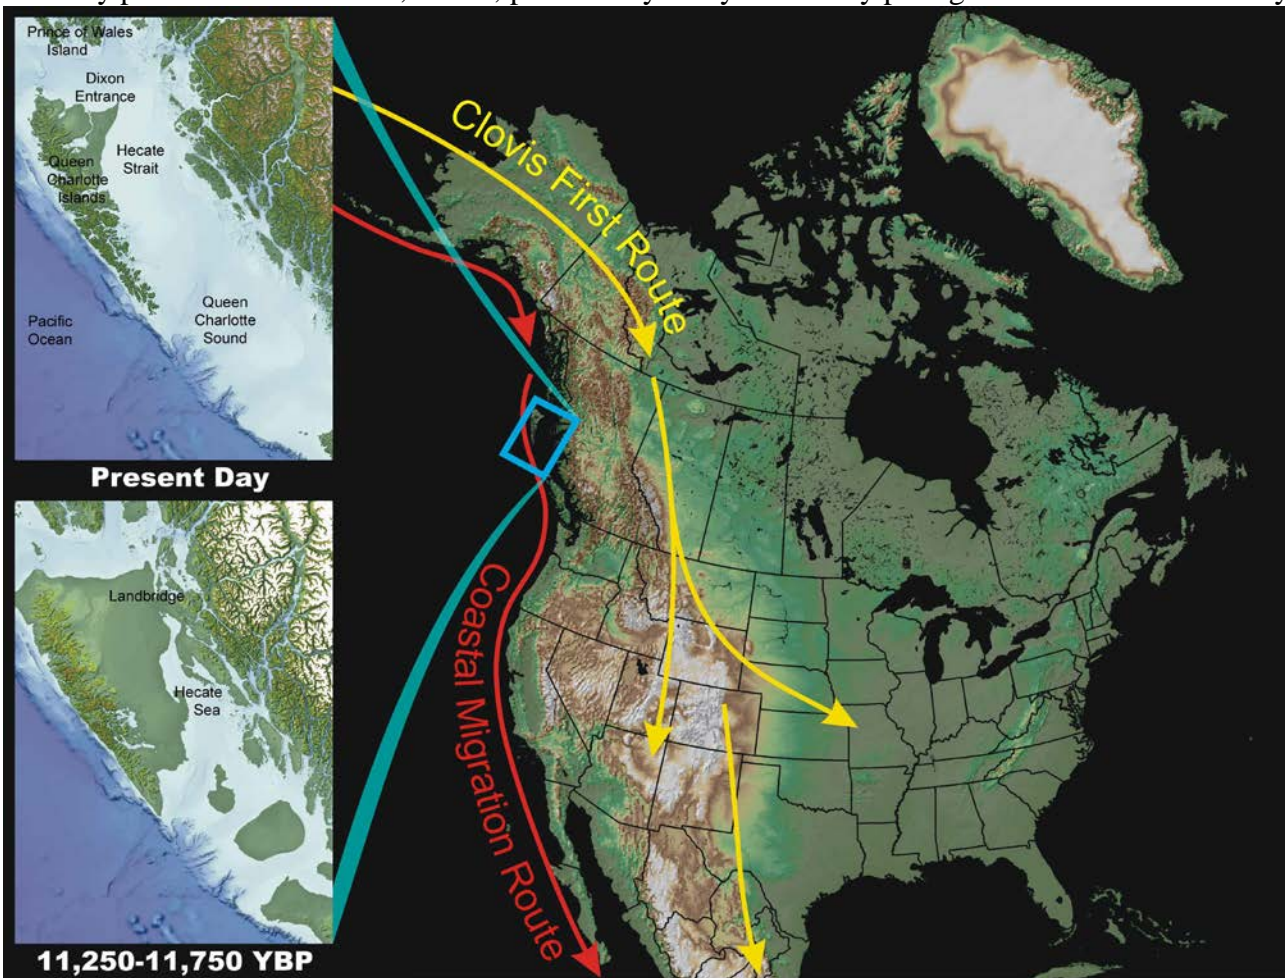 Prince of Wales
Island
Dixon
Entrance
Hecate
Strait
Queen
Charlotte
Islands
Queen
Charlotte
Sound
Pacific
Ocean
Present Day
Landbridge
Hecate
Sea
11,250-11,750 YBP
Clovis First Route
Coastal Migration Route